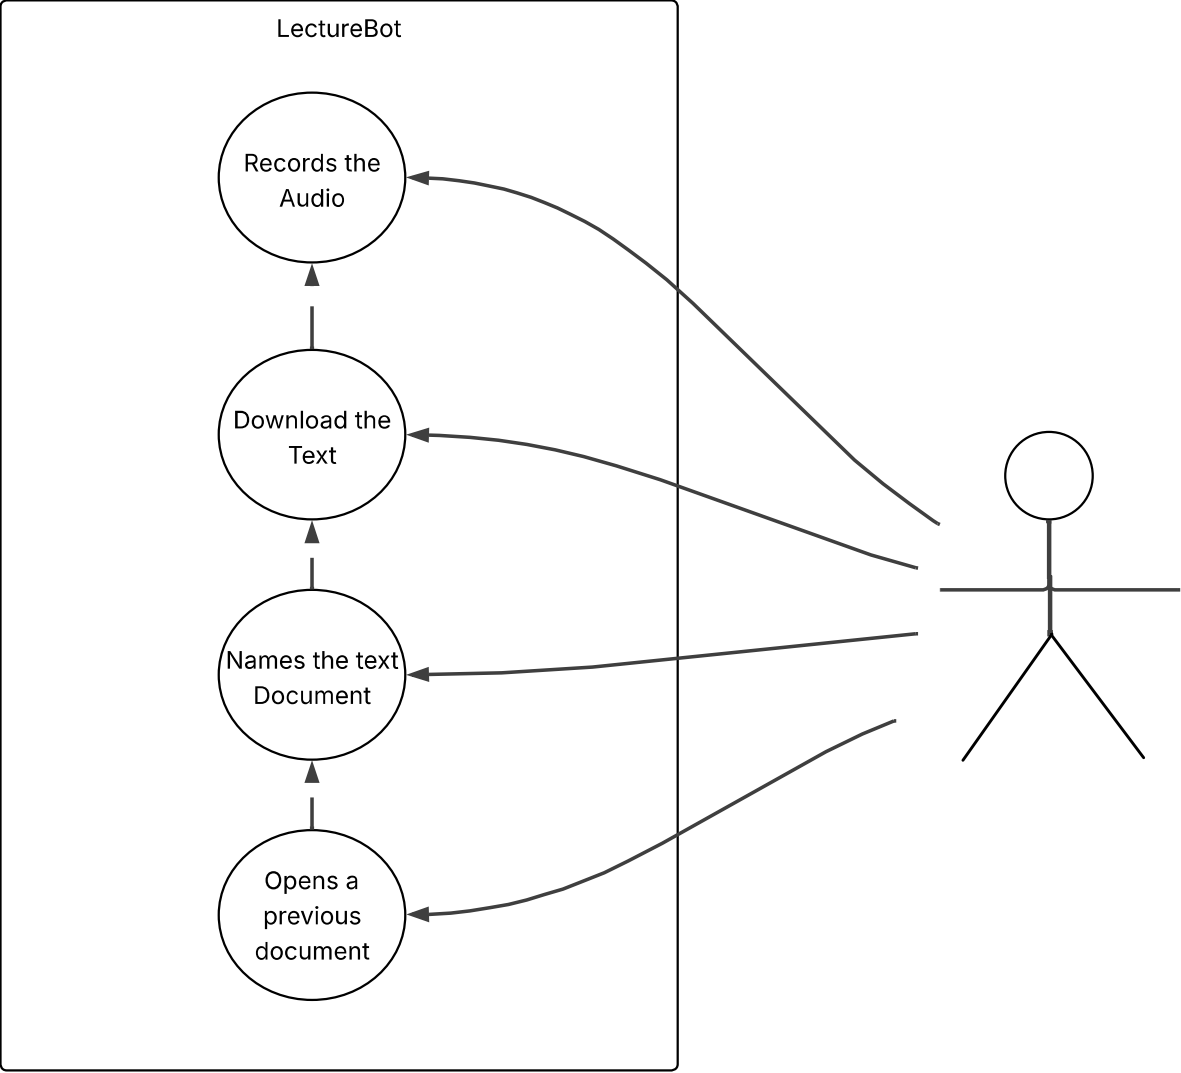 LectureBot
Records the
Audio
Download the
Text
Names the text
Document
Opens a
previous
document